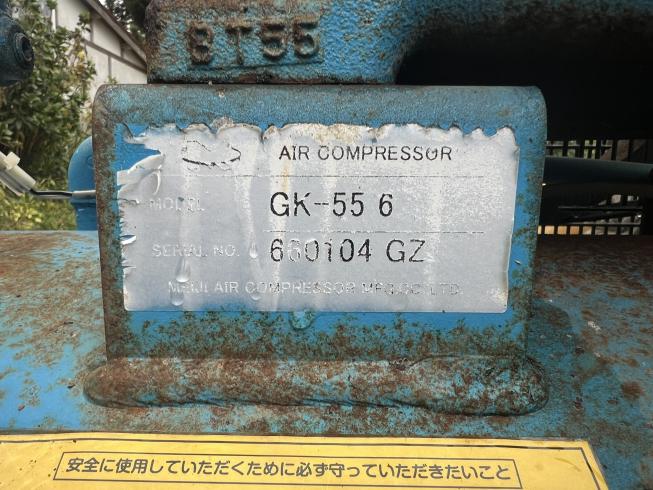 BT55
AIR COMPRESSOR
MODEL GK-55 6
SERIAL NO. 660104 GZ
MEIJI AIR COMPRESSOR MFG.CO.LTD.
安全に使用していただくために必ず守っていただきたいこと